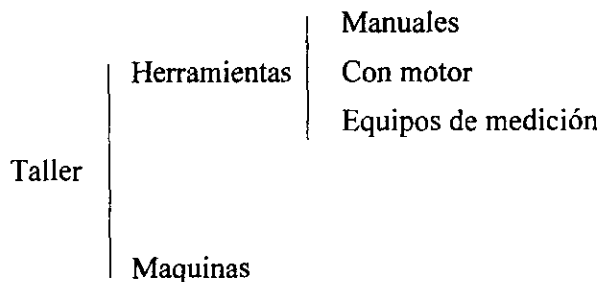 Manuales
Herramientas
Con motor
Equipos de medición
Taller
Maquinas